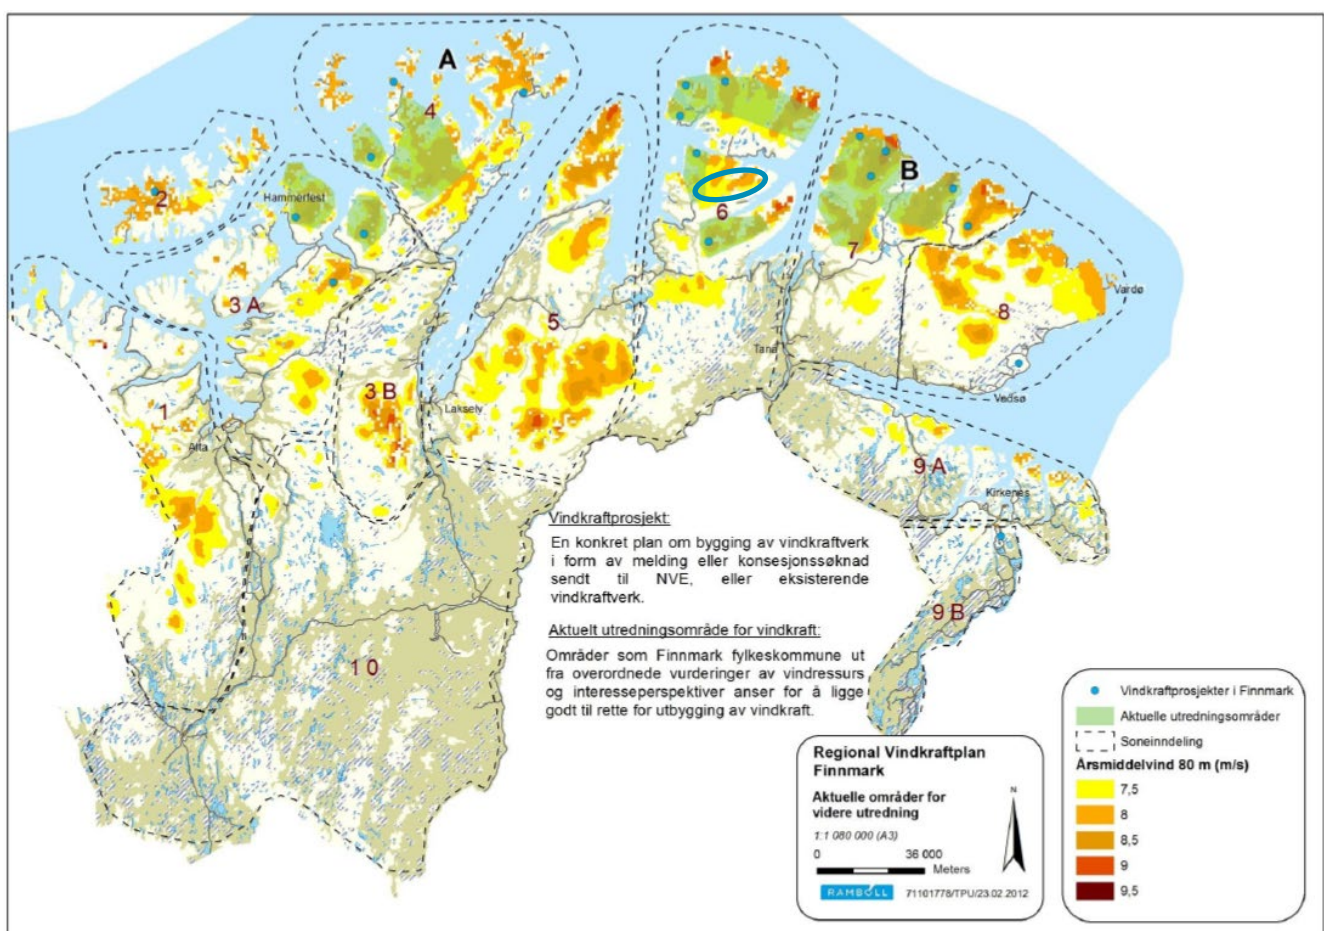 A
4
B
2
Hammerfest
6
7
3 A
Vardø
5
8
Tana
3 B
Vadsø
1
Lakselv
Alta
9 A
Kirkenes
Vindkraftprosjekt:
En konkret plan om bygging av vindkraftverk
i form av melding eller konsesjonssøknad
sendt til NVE, eller eksisterende
vindkraftverk.
9 B
Aktuelt utredningsområde for vindkraft:
Områder som Finnmark fylkeskommune ut
fra overordnede vurderinger av vindressurs
og interesseperspektiver anser for å ligge
godt til rette for utbygging av vindkraft.
10
Regional Vindkraftplan
Finnmark
Aktuelle områder for
videre utredning
1:1 080 000 (A3)
0 36 000
Meters
N
RAMBOLL 71101778/TPU/23.02.2012
Vindkraftprosjekter i Finnmark
Aktuelle utredningsområder
Soneinndeling
Årsmiddelvind 80 m (m/s)
7,5
8
8,5
9
9,5